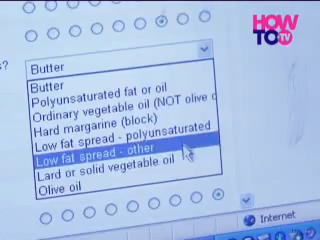 HOW
TO TV
s?
Butter
Butter
Polyunsaturated fat or oil
Ordinary vegetable oil (NOT olive o
Hard margarine (block)
Low fat spread - polyunsaturated
Low fat spread - other
Lard or solid vegetable oil
Olive oil
Internet